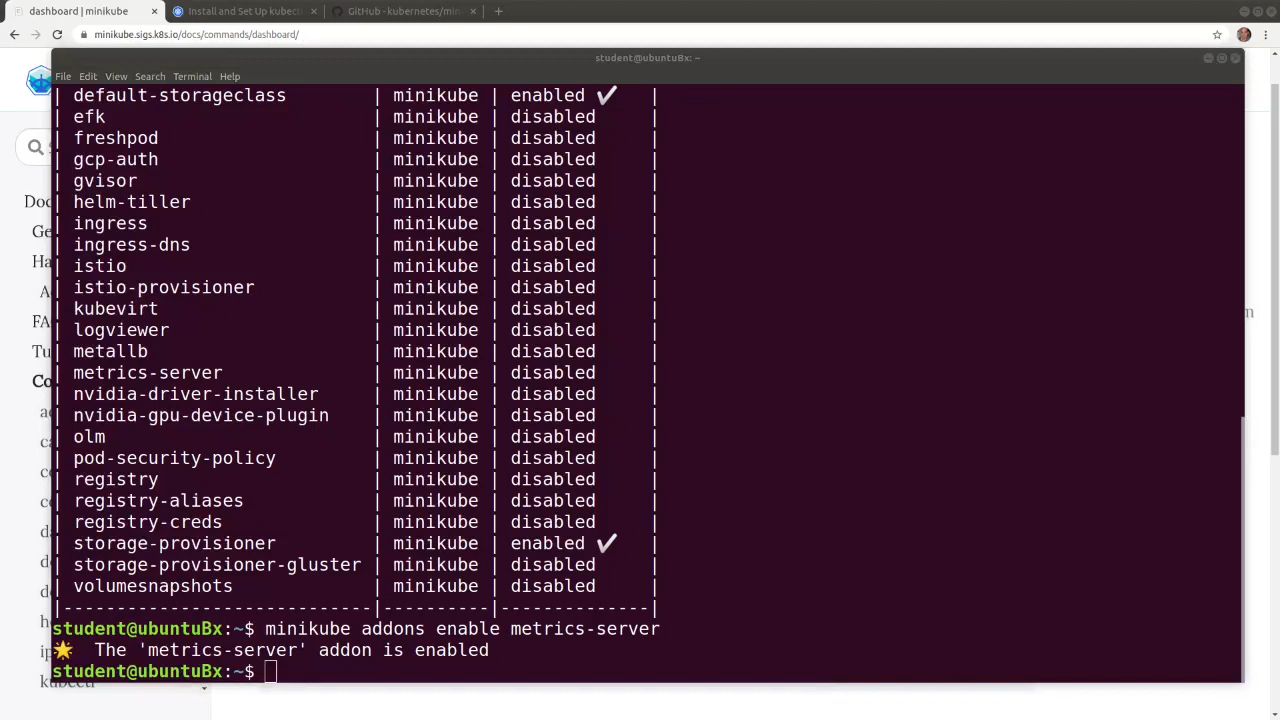 dashboard | minikube
Install and Set Up kubect
GitHub - kubernetes/min
minikube.sigs.k8s.io/docs/commands/dashboard/
student@ubuntuBx: ~
File Edit View Search Terminal Help
| default-storageclass | minikube | enabled ✔ |
| efk | minikube | disabled |
| freshpod | minikube | disabled |
| gcp-auth | minikube | disabled |
| gvisor | minikube | disabled |
| helm-tiller | minikube | disabled |
| ingress | minikube | disabled |
| ingress-dns | minikube | disabled |
| istio | minikube | disabled |
| istio-provisioner | minikube | disabled |
| kubevirt | minikube | disabled |
| logviewer | minikube | disabled |
| metallb | minikube | disabled |
| metrics-server | minikube | disabled |
| nvidia-driver-installer | minikube | disabled |
| nvidia-gpu-device-plugin | minikube | disabled |
| olm | minikube | disabled |
| pod-security-policy | minikube | disabled |
| registry | minikube | disabled |
| registry-aliases | minikube | disabled |
| registry-creds | minikube | disabled |
| storage-provisioner | minikube | enabled ✔ |
| storage-provisioner-gluster | minikube | disabled |
| volumesnapshots | minikube | disabled |
|-----------------------------|----------|--------------|
student@ubuntuBx:~$ minikube addons enable metrics-server
🌟 The 'metrics-server' addon is enabled
student@ubuntuBx:~$